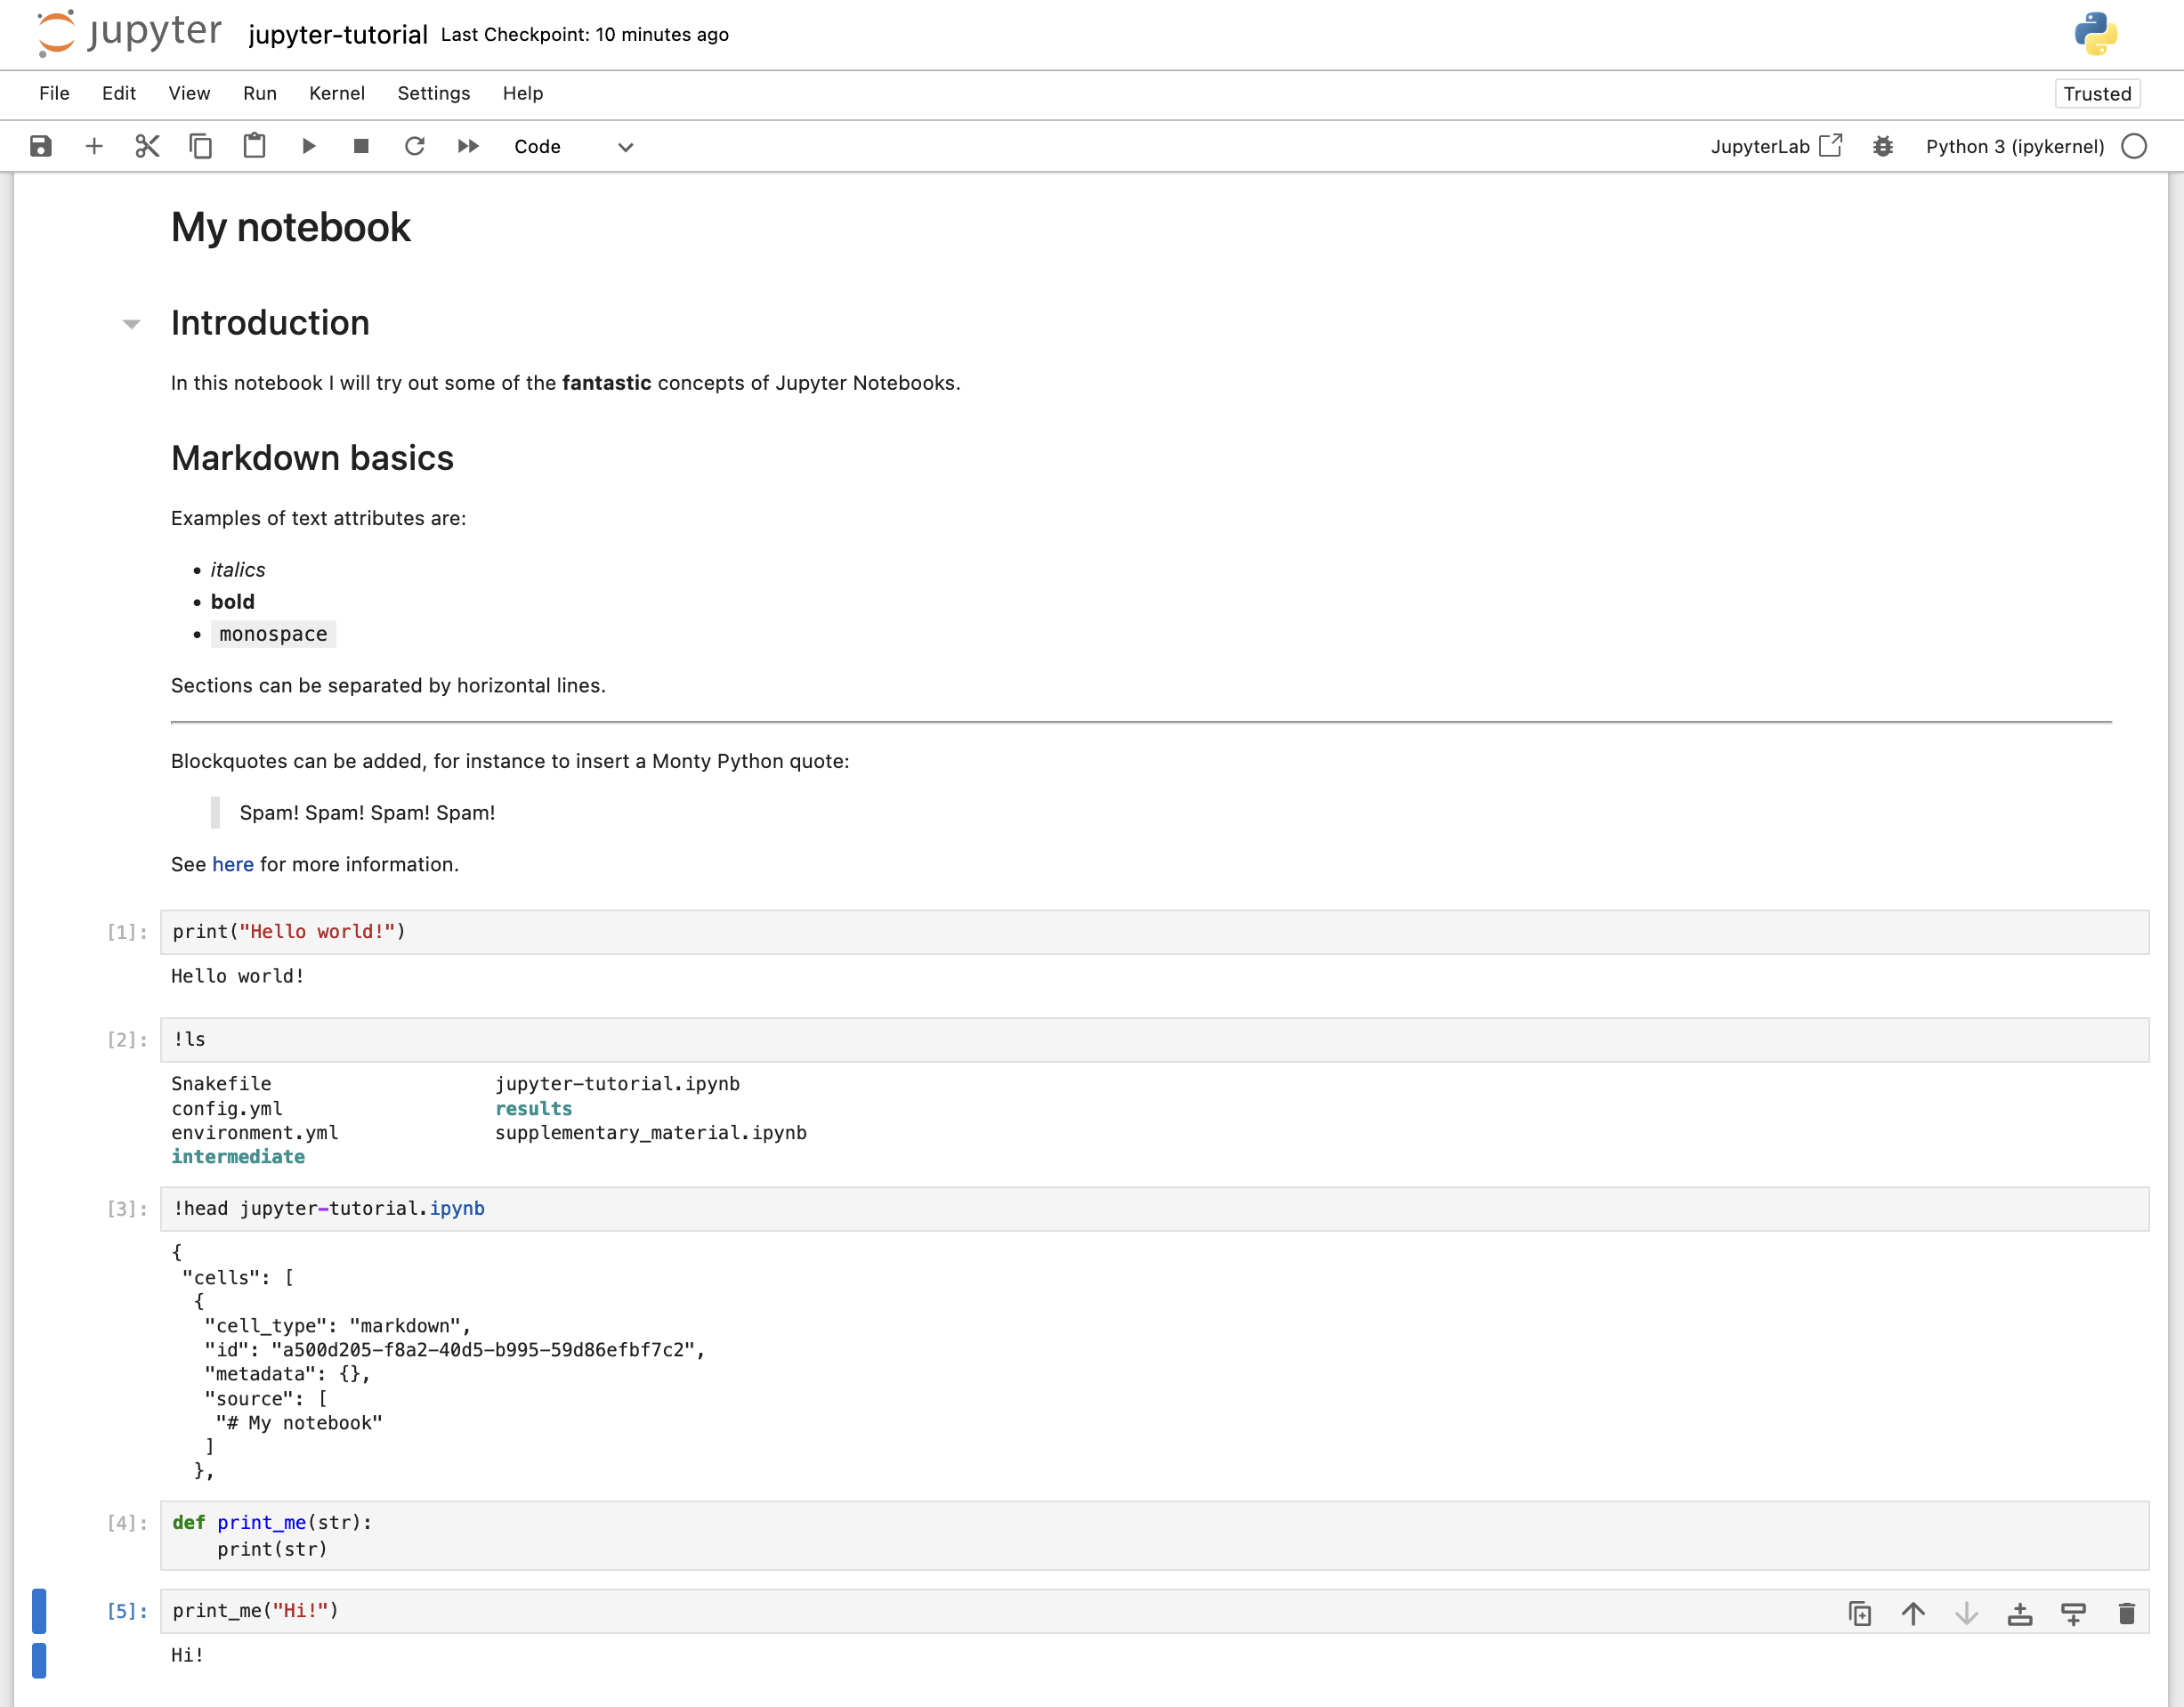 jupyter jupyter-tutorial Last Checkpoint: 10 minutes ago
File Edit View Run Kernel Settings Help Trusted
Code JupyterLab Python 3 (ipykernel)
My notebook
Introduction
In this notebook I will try out some of the fantastic concepts of Jupyter Notebooks.
Markdown basics
Examples of text attributes are:
• italics
• bold
• monospace
Sections can be separated by horizontal lines.
Blockquotes can be added, for instance to insert a Monty Python quote:
Spam! Spam! Spam! Spam!
See here for more information.
[1]: print("Hello world!")
Hello world!
[2]: !ls
Snakefile jupyter-tutorial.ipynb
config.yml results
environment.yml supplementary_material.ipynb
intermediate
[3]: !head jupyter-tutorial.ipynb
{
 "cells": [
  {
   "cell_type": "markdown",
   "id": "a500d205-f8a2-40d5-b995-59d86efbf7c2",
   "metadata": {},
   "source": [
    "# My notebook"
   ]
  },
[4]: def print_me(str):
    print(str)
[5]: print_me("Hi!")
Hi!